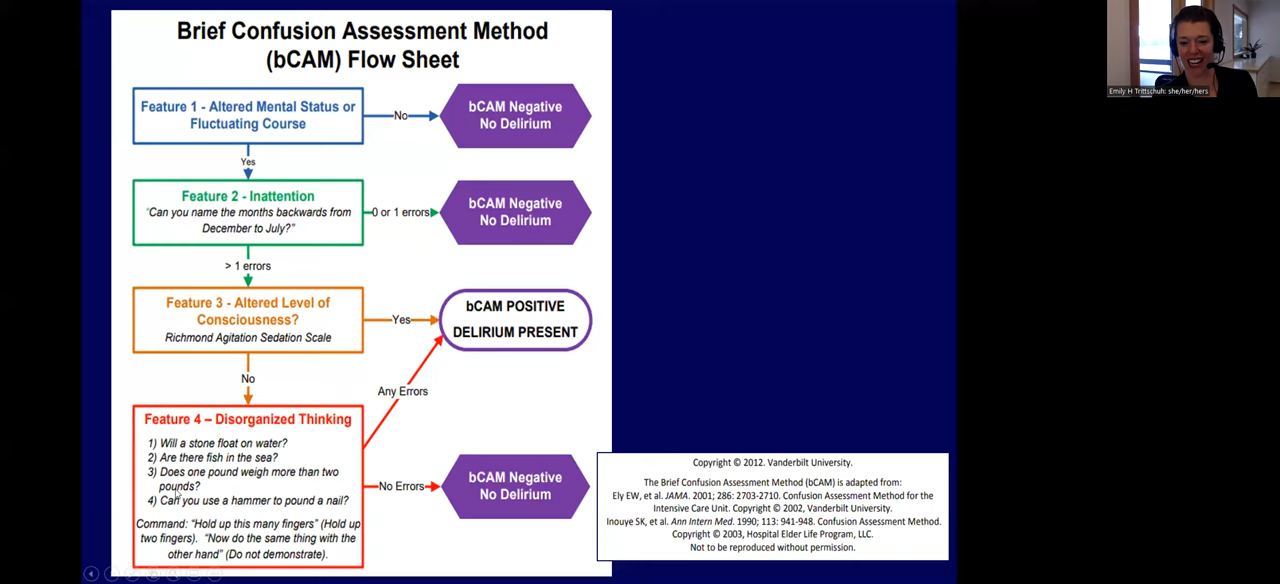 Brief Confusion Assessment Method
(bCAM) Flow Sheet
Feature 1 - Altered Mental Status or
Fluctuating Course
No
bCAM Negative
No Delirium
Yes
Feature 2 - Inattention
"Can you name the months backwards from
December to July?"
0 or 1 errors
bCAM Negative
No Delirium
> 1 errors
Feature 3 - Altered Level of
Consciousness?
Richmond Agitation Sedation Scale
Yes
bCAM POSITIVE
DELIRIUM PRESENT
No
Any Errors
Feature 4 – Disorganized Thinking
1) Will a stone float on water?
2) Are there fish in the sea?
3) Does one pound weigh more than two
pounds?
4) Can you use a hammer to pound a nail?
Command: "Hold up this many fingers" (Hold up
two fingers). "Now do the same thing with the
other hand" (Do not demonstrate).
No Errors
bCAM Negative
No Delirium
Copyright © 2012. Vanderbilt University.
The Brief Confusion Assessment Method (bCAM) is adapted from:
Ely EW, et al. JAMA. 2001; 286: 2703-2710. Confusion Assessment Method for the
Intensive Care Unit. Copyright © 2002, Vanderbilt University.
Inouye SK, et al. Ann Intern Med. 1990; 113: 941-948. Confusion Assessment Method.
Copyright © 2003, Hospital Elder Life Program, LLC.
Not to be reproduced without permission.
Emily H Trittschuh: she/her/hers